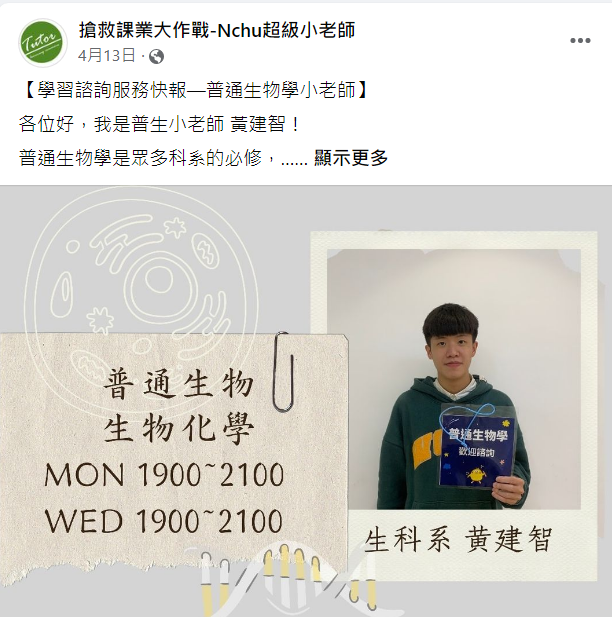 Tutor
搶救課業大作戰-Nchu超級小老師
4月13日
【學習諮詢服務快報—普通生物學小老師】
各位好，我是普生小老師 黃建智！
普通生物學是眾多科系的必修，...... 顯示更多
普通生物
生物化學
MON 1900~2100
WED 1900~2100
普通生物學
歡迎諮詢
生科系 黃建智